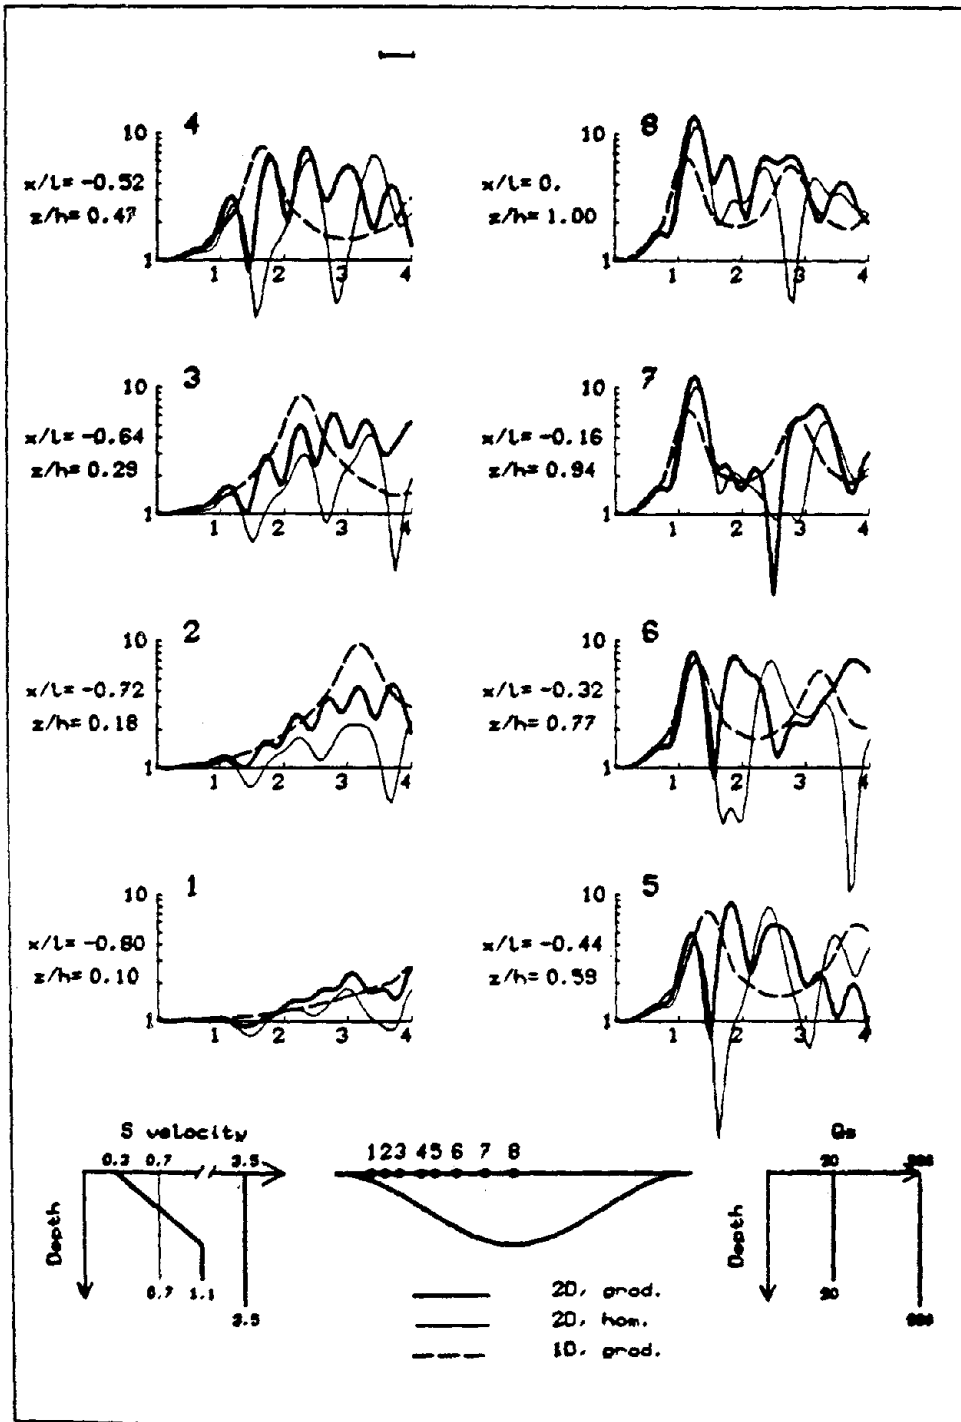 4
10
x/l= -0.52
z/h= 0.47
1
1 2 3 4
8
10
x/l= 0.
z/h= 1.00
1
1 2 3 4
3
10
x/l= -0.64
z/h= 0.29
1
1 2 3 4
7
10
x/l= -0.16
z/h= 0.94
1
1 2 3 4
2
10
x/l= -0.72
z/h= 0.18
1
1 2 3 4
6
10
x/l= -0.32
z/h= 0.77
1
1 2 3 4
1
10
x/l= -0.80
z/h= 0.10
1
1 2 3 4
5
10
x/l= -0.44
z/h= 0.59
1
1 2 3 4
S velocity
0.3 0.7 3.5
Depth
0.7 1.1
3.5
1 2 3 4 5 6 7 8
20, grad.
20, hom.
1D, grad.
Qs
20
Depth
20